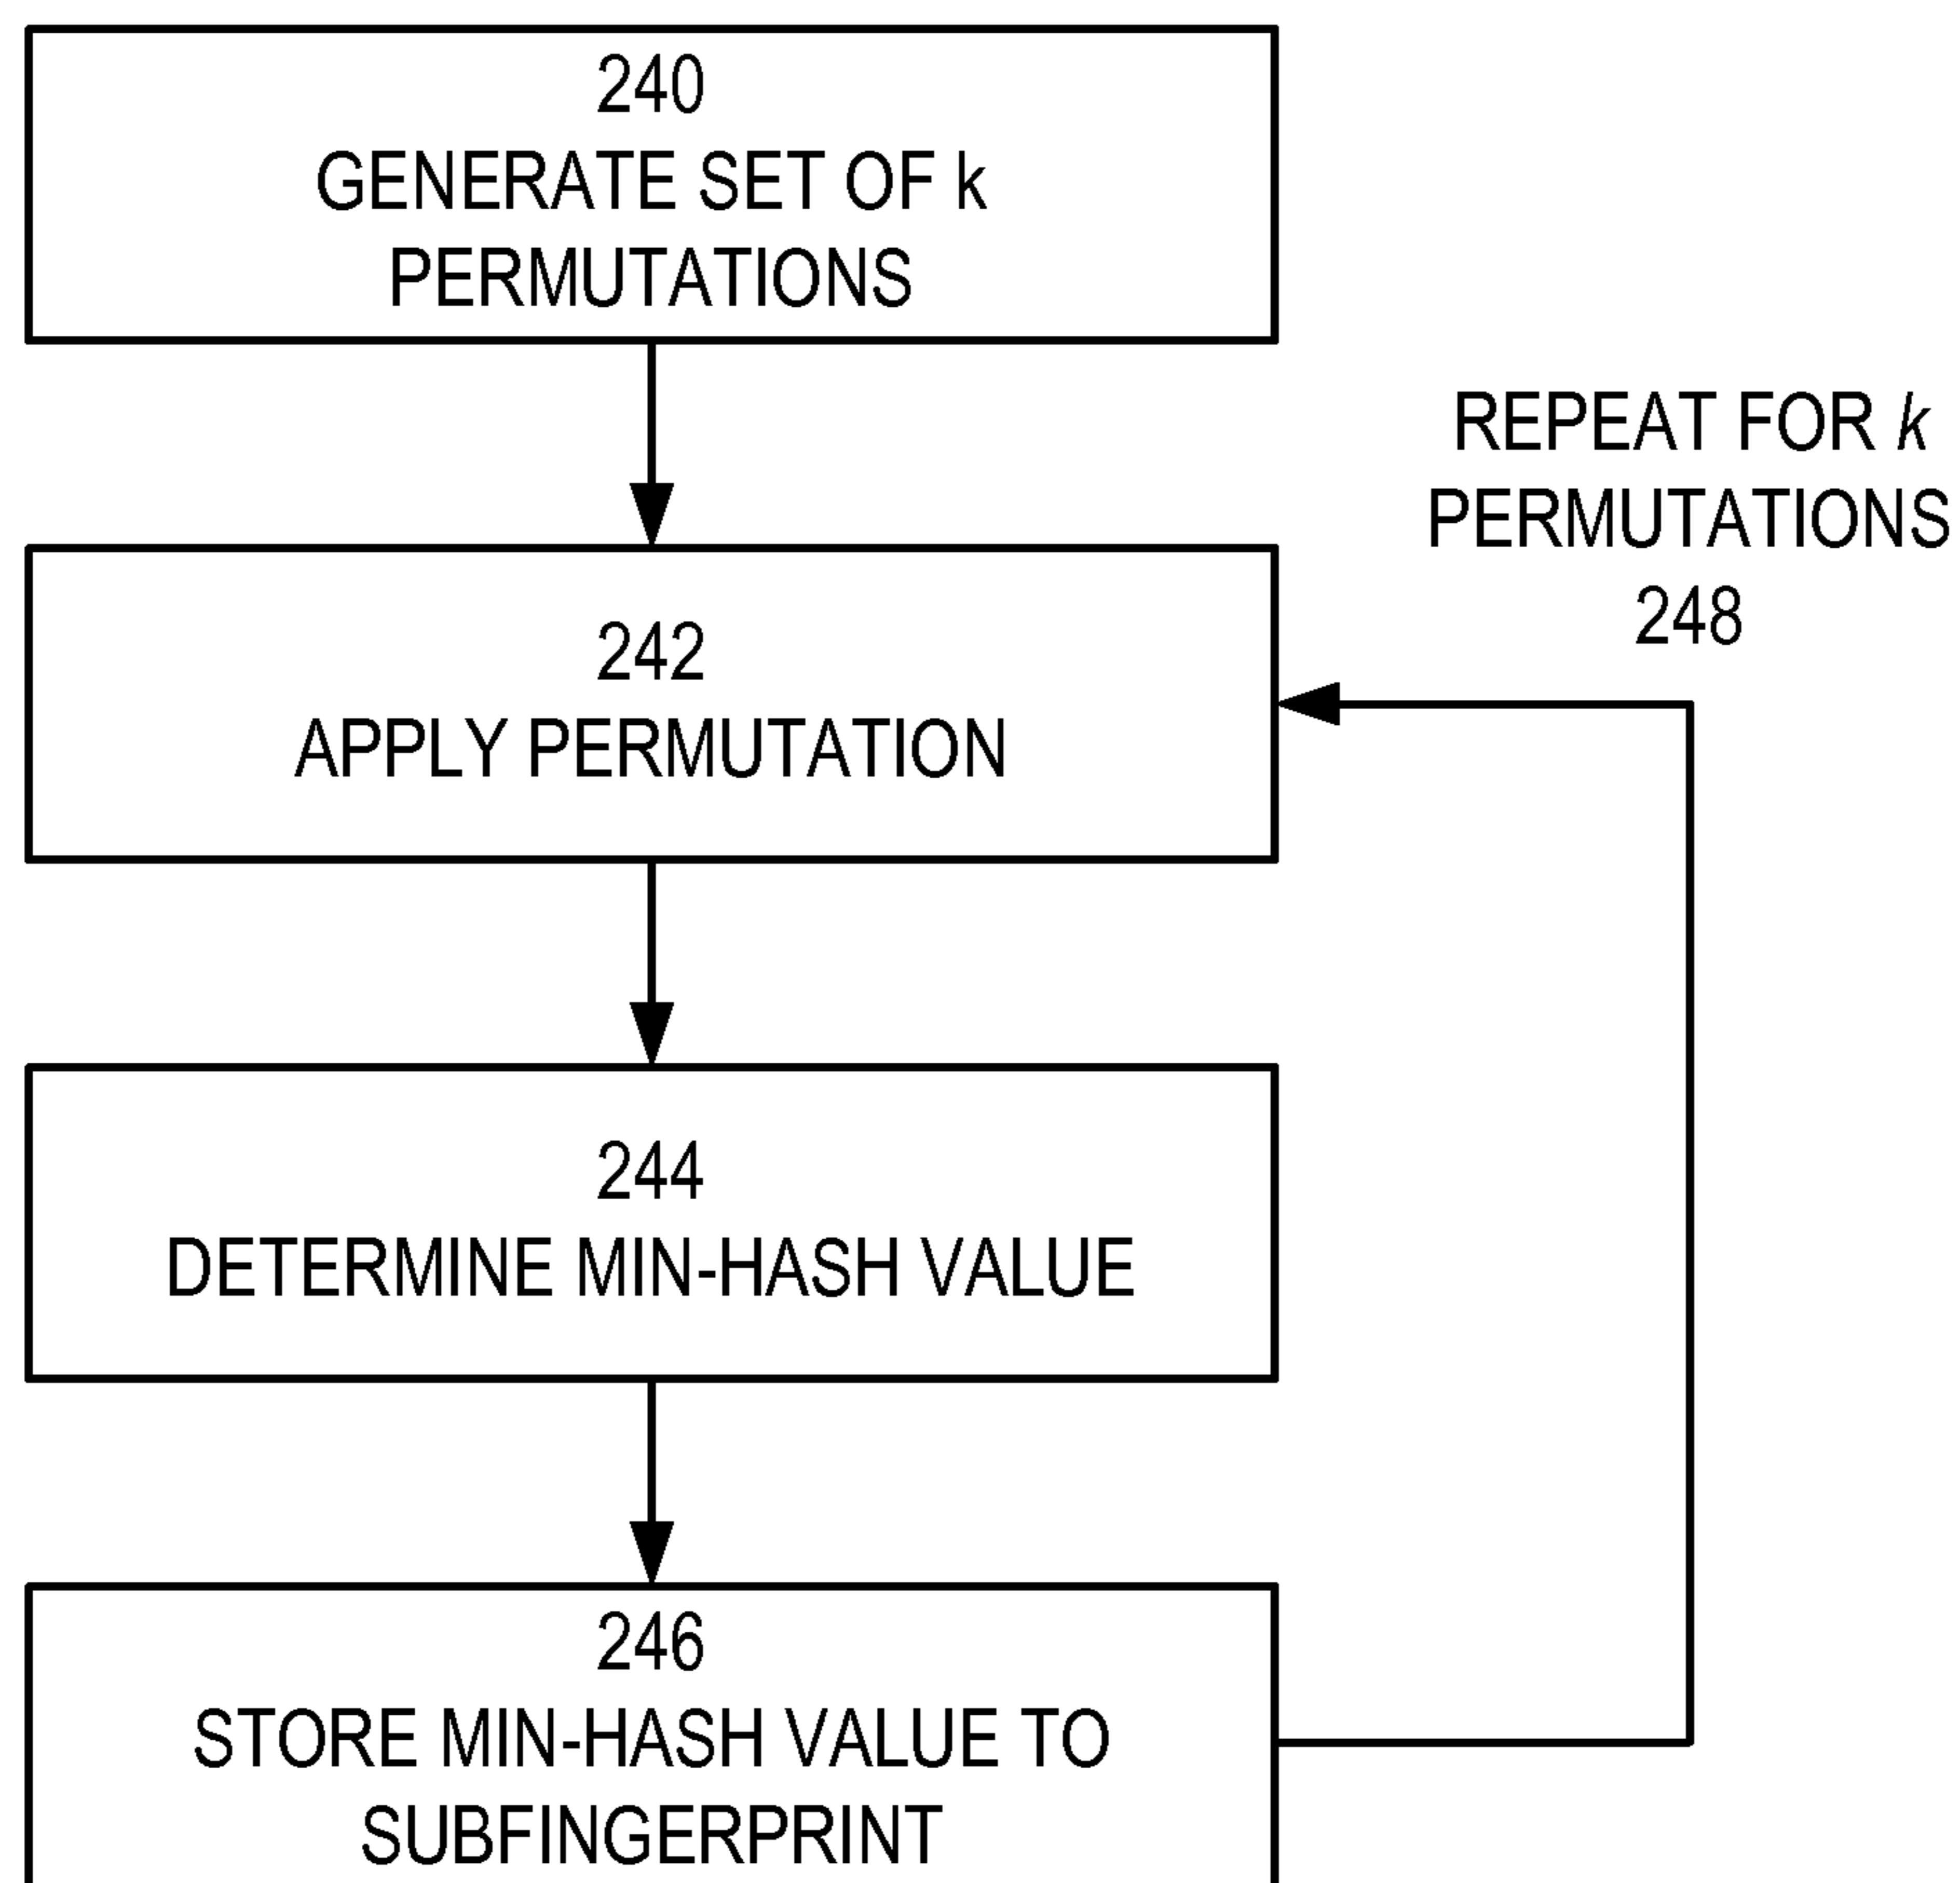 240
GENERATE SET OF k
PERMUTATIONS
REPEAT FOR k
PERMUTATIONS
248
242
APPLY PERMUTATION
244
DETERMINE MIN-HASH VALUE
246
STORE MIN-HASH VALUE TO
SUBFINGERPRINT